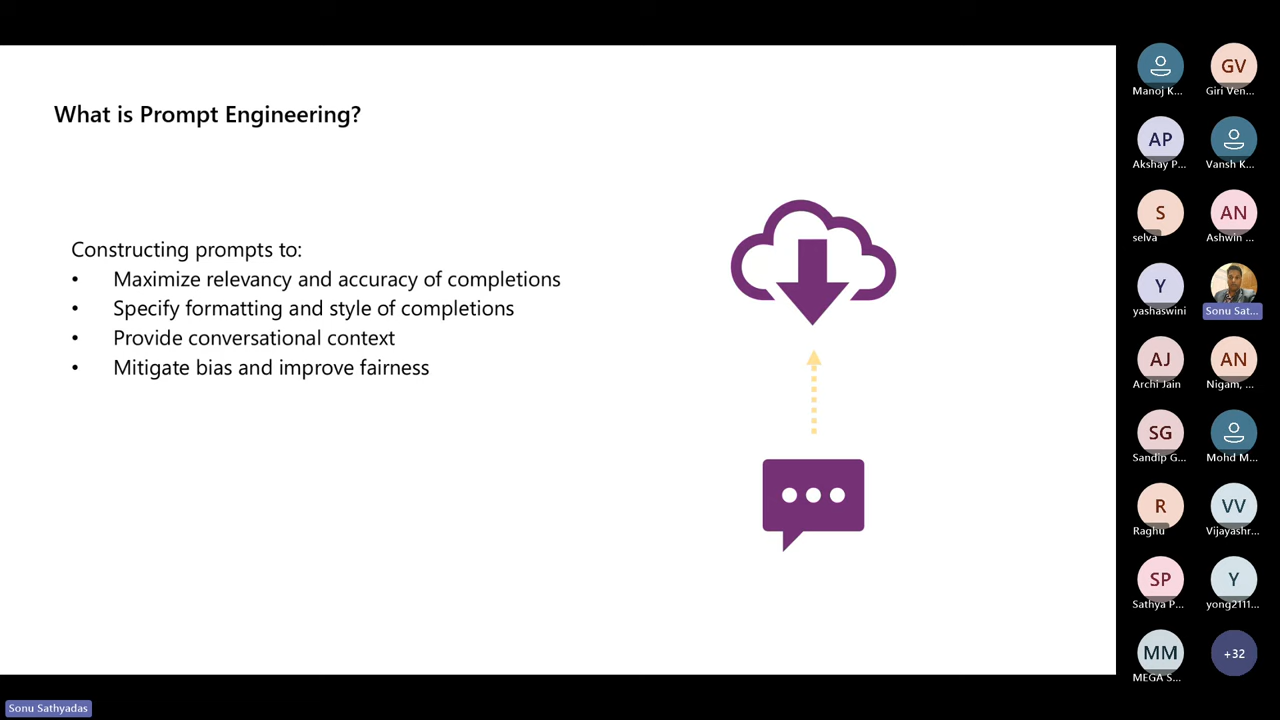 What is Prompt Engineering?
Constructing prompts to:
• Maximize relevancy and accuracy of completions
• Specify formatting and style of completions
• Provide conversational context
• Mitigate bias and improve fairness
Manoj K...
GV
Giri Ven...
AP
Akshay P...
Vansh K...
S
selva
AN
Ashwin ...
Y
yashaswini
Sonu Sat...
AJ
Archi Jain
AN
Nigam, ...
SG
Sandip G...
Mohd M...
R
Raghu
VV
Vijayashr...
SP
Sathya P...
Y
yong2111...
MM
MEGA S...
+32
Sonu Sathyadas